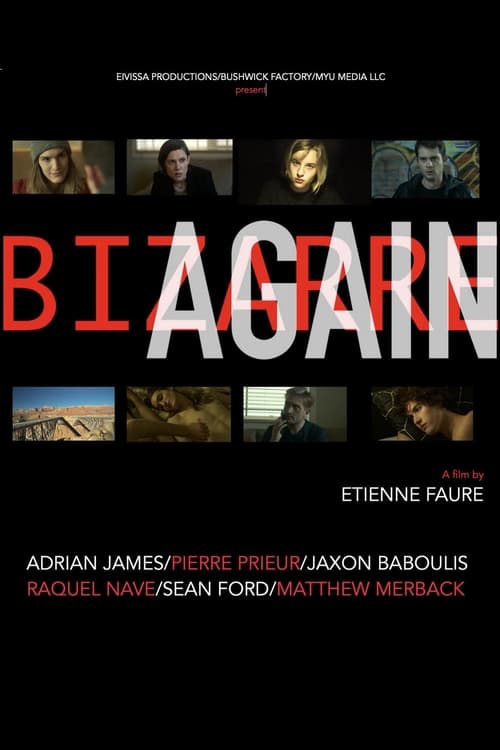 EIVISSA PRODUCTIONS/BUSHWICK FACTORY/MYU MEDIA LLC
present
BIZARRE
AGAIN
A film by
ETIENNE FAURE
ADRIAN JAMES/PIERRE PRIEUR/JAXON BABOULIS
RAQUEL NAVE/SEAN FORD/MATTHEW MERBACK